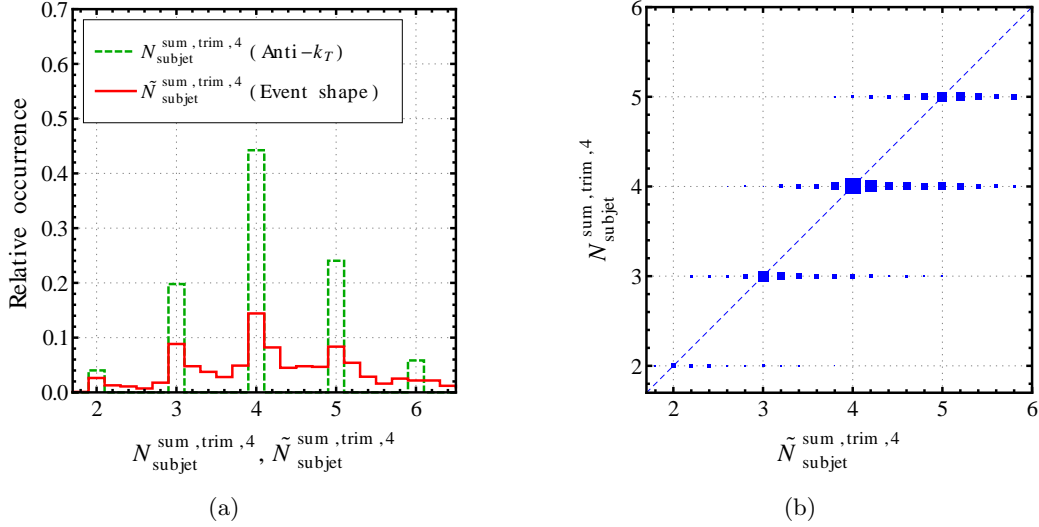 0.7
0.6
0.5
0.4
0.3
0.2
0.1
0.0
Relative occurrence
N_subjet^{sum,trim,4} (Anti-k_T)
Ñ_subjet^{sum,trim,4} (Event shape)
2 3 4 5 6
N_subjet^{sum,trim,4}, Ñ_subjet^{sum,trim,4}
(a)
6
5
4
3
2
N_subjet^{sum,trim,4}
2 3 4 5 6
Ñ_subjet^{sum,trim,4}
(b)